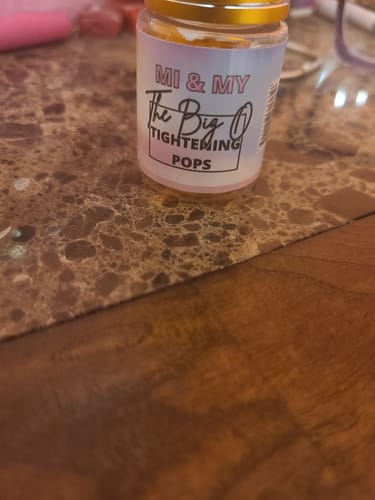 MI & MY
The Big O
TIGHTENING
POPS